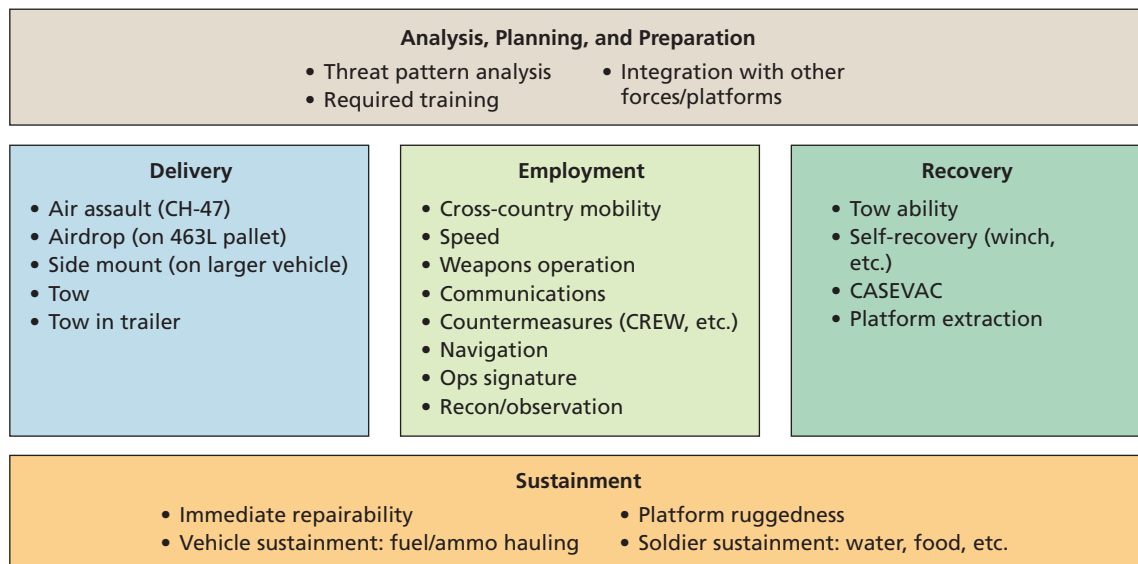 Analysis, Planning, and Preparation
• Threat pattern analysis
• Required training
• Integration with other
forces/platforms
Delivery
• Air assault (CH-47)
• Airdrop (on 463L pallet)
• Side mount (on larger vehicle)
• Tow
• Tow in trailer
Employment
• Cross-country mobility
• Speed
• Weapons operation
• Communications
• Countermeasures (CREW, etc.)
• Navigation
• Ops signature
• Recon/observation
Recovery
• Tow ability
• Self-recovery (winch,
etc.)
• CASEVAC
• Platform extraction
Sustainment
• Immediate repairability
• Vehicle sustainment: fuel/ammo hauling
• Platform ruggedness
• Soldier sustainment: water, food, etc.